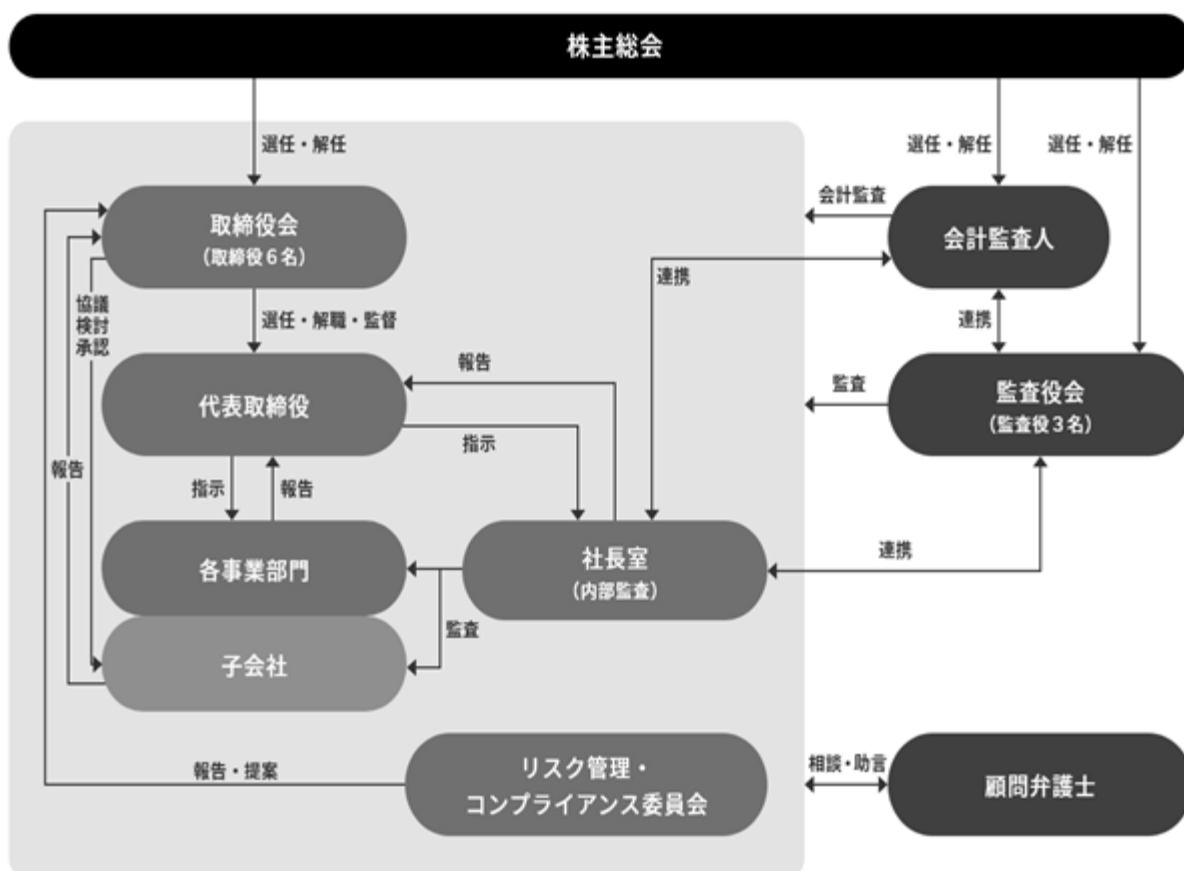 株主総会
選任・解任
選任・解任
選任・解任
取締役会
(取締役6名)
会計監査
会計監査人
連携
協議
検討
承認
選任・解職・監督
連携
報告
代表取締役
監査
監査役会
(監査役3名)
指示
報告
指示
報告
各事業部門
社長室
(内部監査)
連携
監査
子会社
報告・提案
リスク管理・
コンプライアンス委員会
相談・助言
顧問弁護士